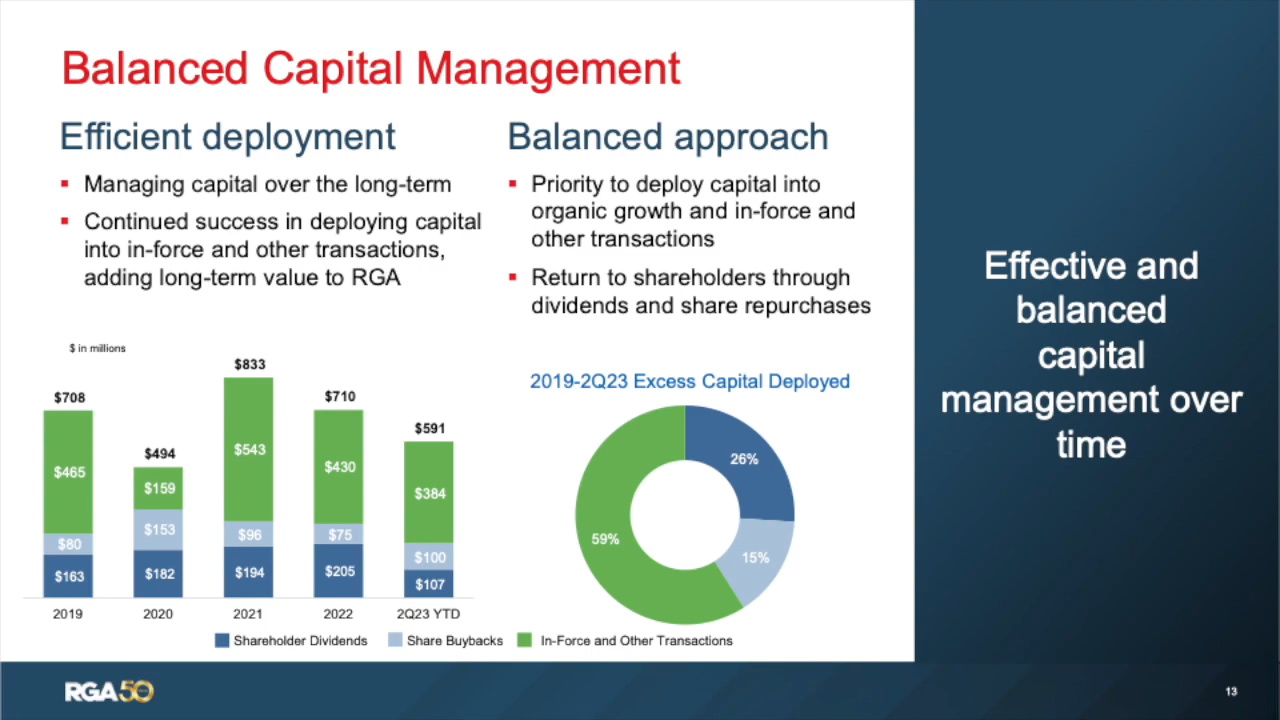 Balanced Capital Management
Efficient deployment
▪ Managing capital over the long-term
▪ Continued success in deploying capital
into in-force and other transactions,
adding long-term value to RGA
Balanced approach
▪ Priority to deploy capital into
organic growth and in-force and
other transactions
▪ Return to shareholders through
dividends and share repurchases
$ in millions
$708
$465
$80
$163
2019
$494
$159
$153
$182
2020
$833
$543
$96
$194
2021
$710
$430
$75
$205
2022
$591
$384
$100
$107
2Q23 YTD
2019-2Q23 Excess Capital Deployed
26%
15%
59%
Shareholder Dividends
Share Buybacks
In-Force and Other Transactions
Effective and
balanced
capital
management over
time
RGA50
13